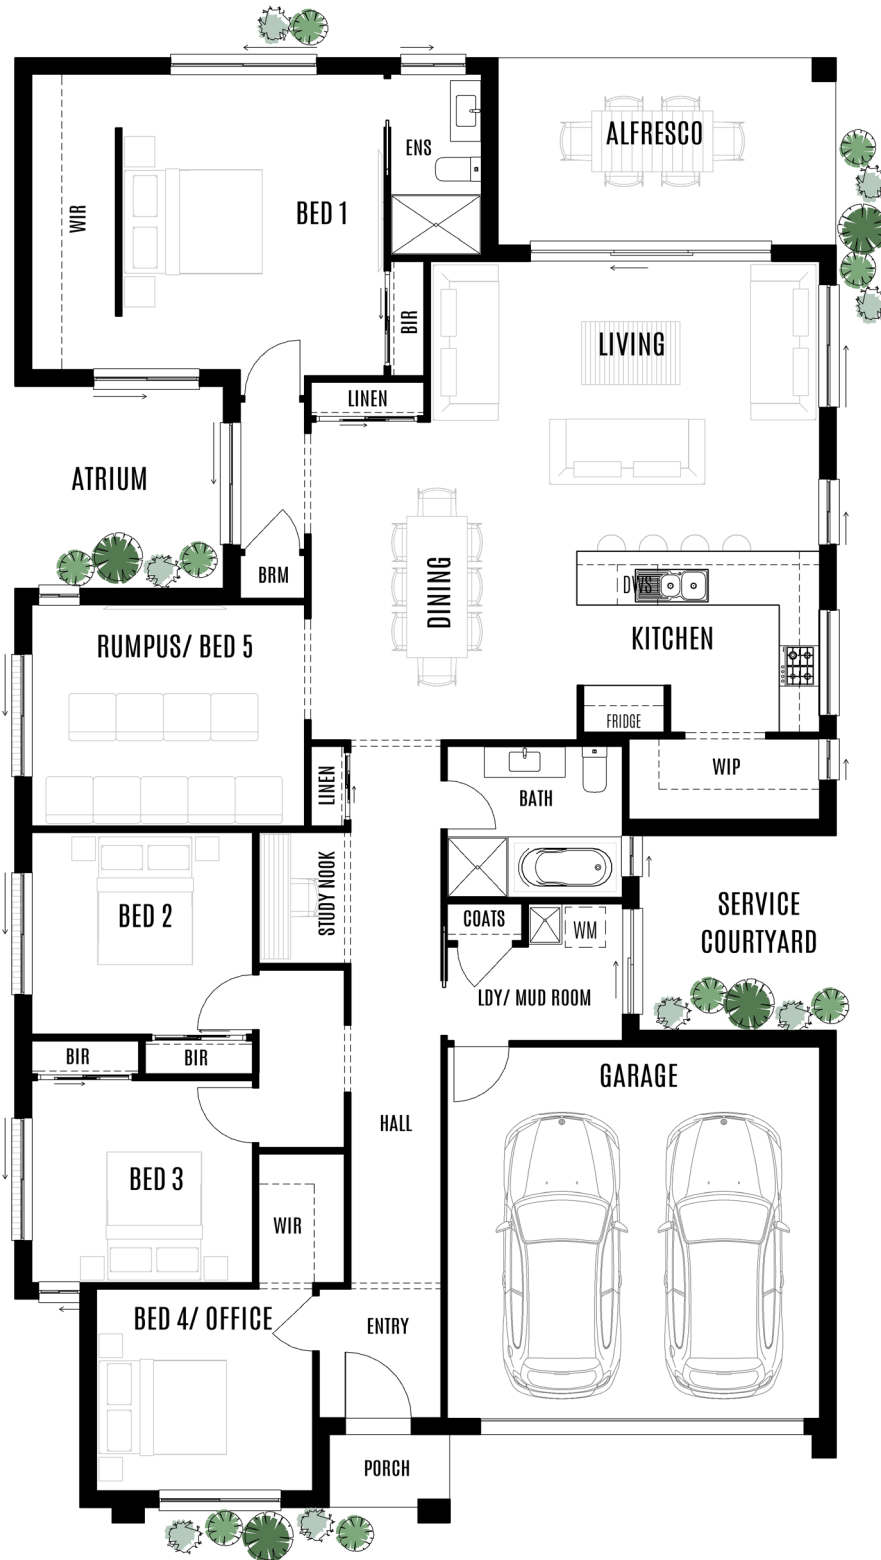 ENS
ALFRESCO
WIR
BED 1
BIR
LIVING
LINEN
ATRIUM
DINING
BRM
DWS
KITCHEN
RUMPUS/ BED 5
FRIDGE
WIP
LINEN
BATH
STUDY NOOK
BED 2
COATS
WM
SERVICE
COURTYARD
LDY/ MUD ROOM
BIR
BIR
GARAGE
HALL
BED 3
WIR
BED 4/ OFFICE
ENTRY
PORCH